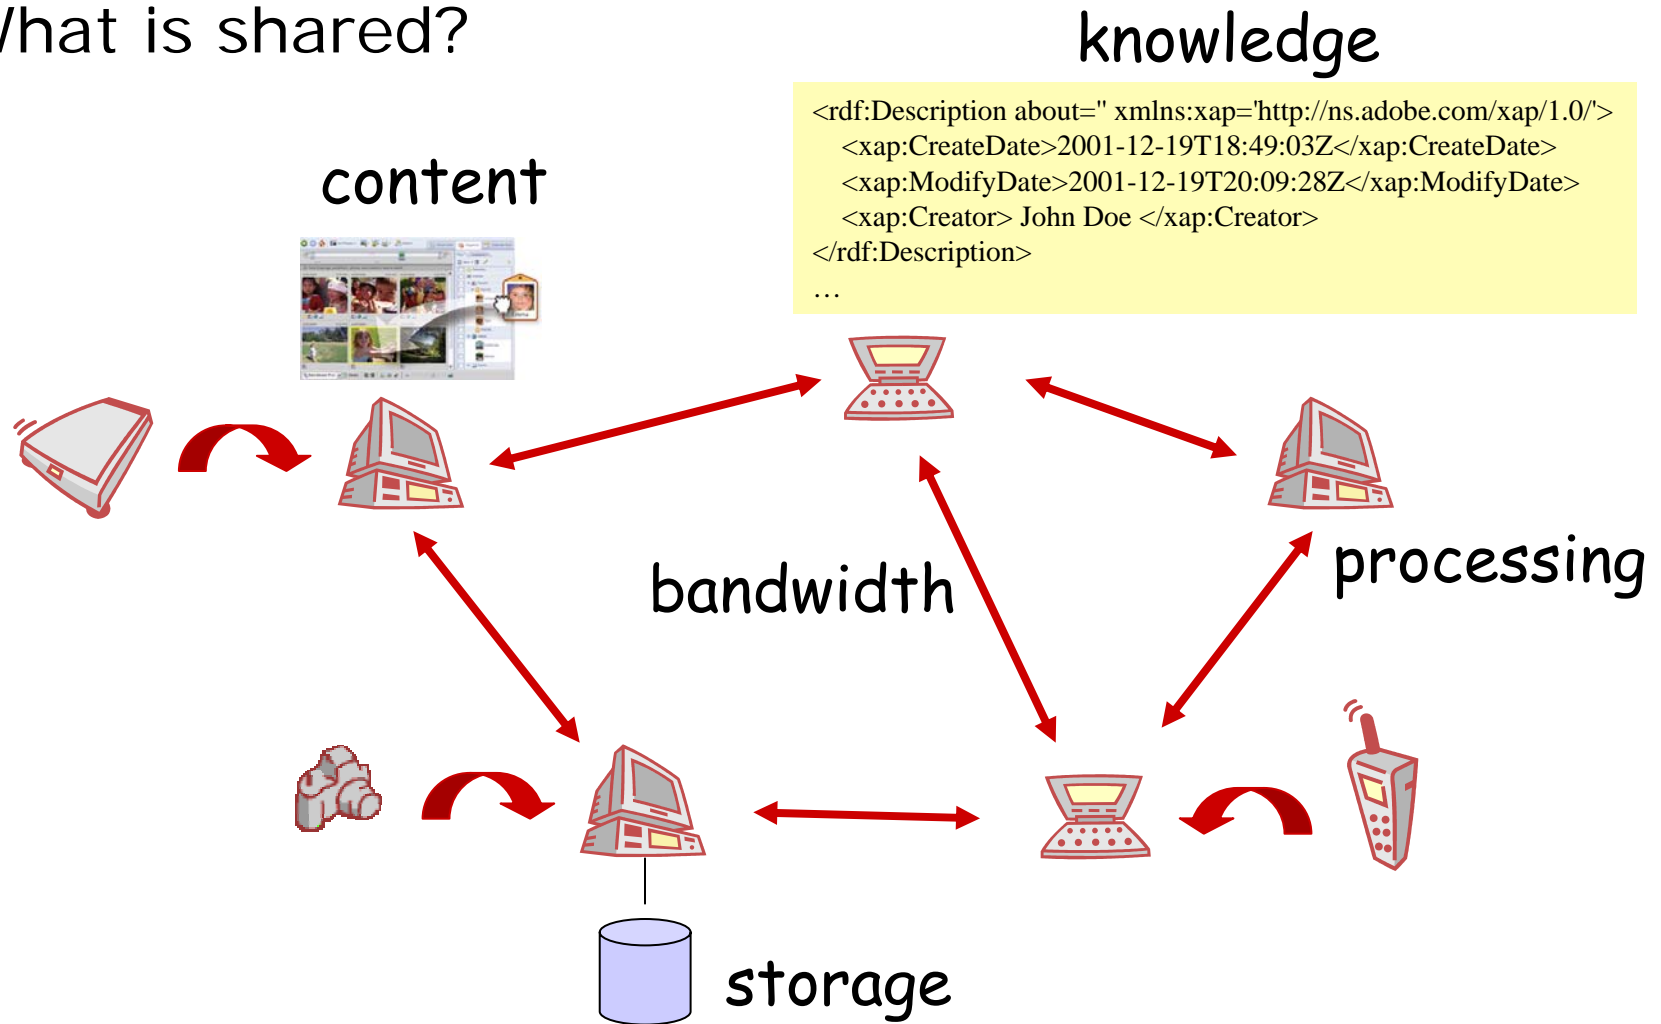 What is shared?
knowledge
<rdf:Description about='' xmlns:xap='http://ns.adobe.com/xap/1.0/'>
<xap:CreateDate>2001-12-19T18:49:03Z</xap:CreateDate>
<xap:ModifyDate>2001-12-19T20:09:28Z</xap:ModifyDate>
<xap:Creator> John Doe </xap:Creator>
</rdf:Description>
…
content
bandwidth
processing
storage